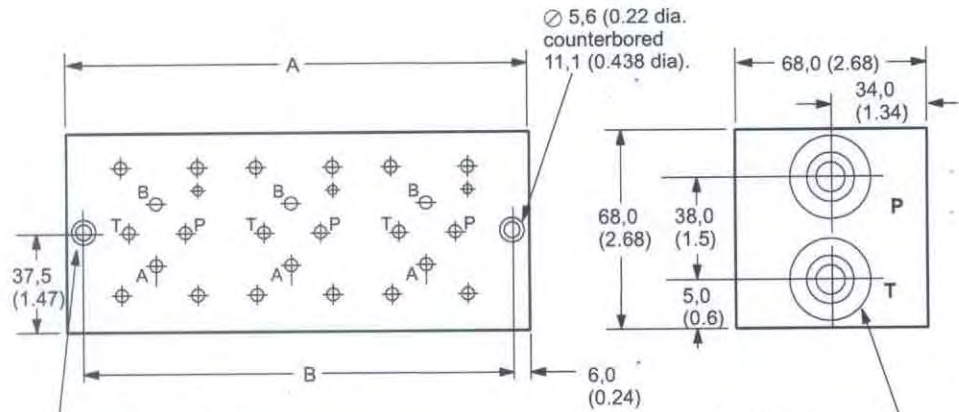 ⌀ 5,6 (0.22 dia.
counterbored
11,1 (0.438 dia).
A
68,0 (2.68)
34,0
(1.34)
B
B
B
T
P
T
P
T
P
A
A
A
37,5
(1.47)
68,0
(2.68)
38,0
(1.5)
P
T
5,0
(0.6)
B
6,0
(0.24)